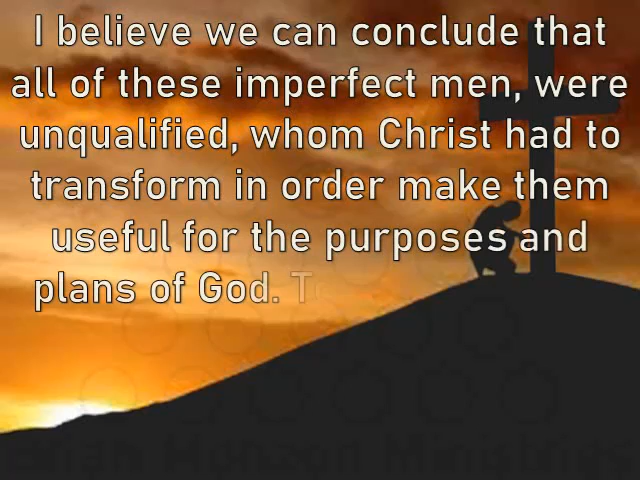 I believe we can conclude that
all of these imperfect men, were
unqualified, whom Christ had to
transform in order make them
useful for the purposes and
plans of God. T